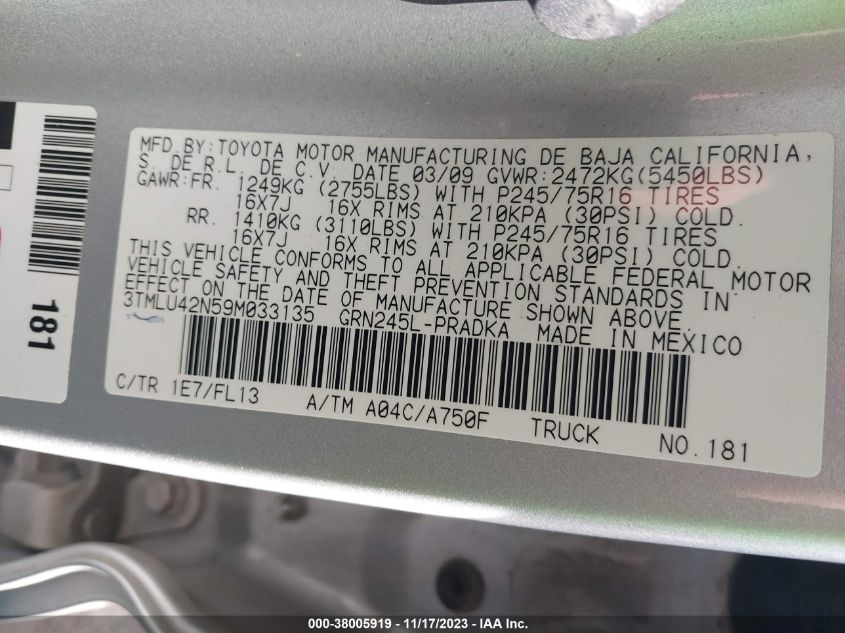 MFD.BY:TOYOTA MOTOR MANUFACTURING DE BAJA CALIFORNIA,
S. DE R.L. DE C.V. DATE 03/09 GVWR:2472KG(5450LBS)
GAWR:FR. 1249KG (2755LBS) WITH P245/75R16 TIRES
16X7J 16X RIMS AT 210KPA (30PSI) COLD.
RR. 1410KG (3110LBS) WITH P245/75R16 TIRES
16X7J 16X RIMS AT 210KPA (30PSI) COLD.
THIS VEHICLE CONFORMS TO ALL APPLICABLE FEDERAL MOTOR
VEHICLE SAFETY AND THEFT PREVENTION STANDARDS IN
EFFECT ON THE DATE OF MANUFACTURE SHOWN ABOVE.
3TMLU42N59M033135 GRN245L-PRADKA MADE IN MEXICO
C/TR 1E7/FL13 A/TM A04C/A750F TRUCK NO.181
181
000-38005919 - 11/17/2023 - IAA Inc.